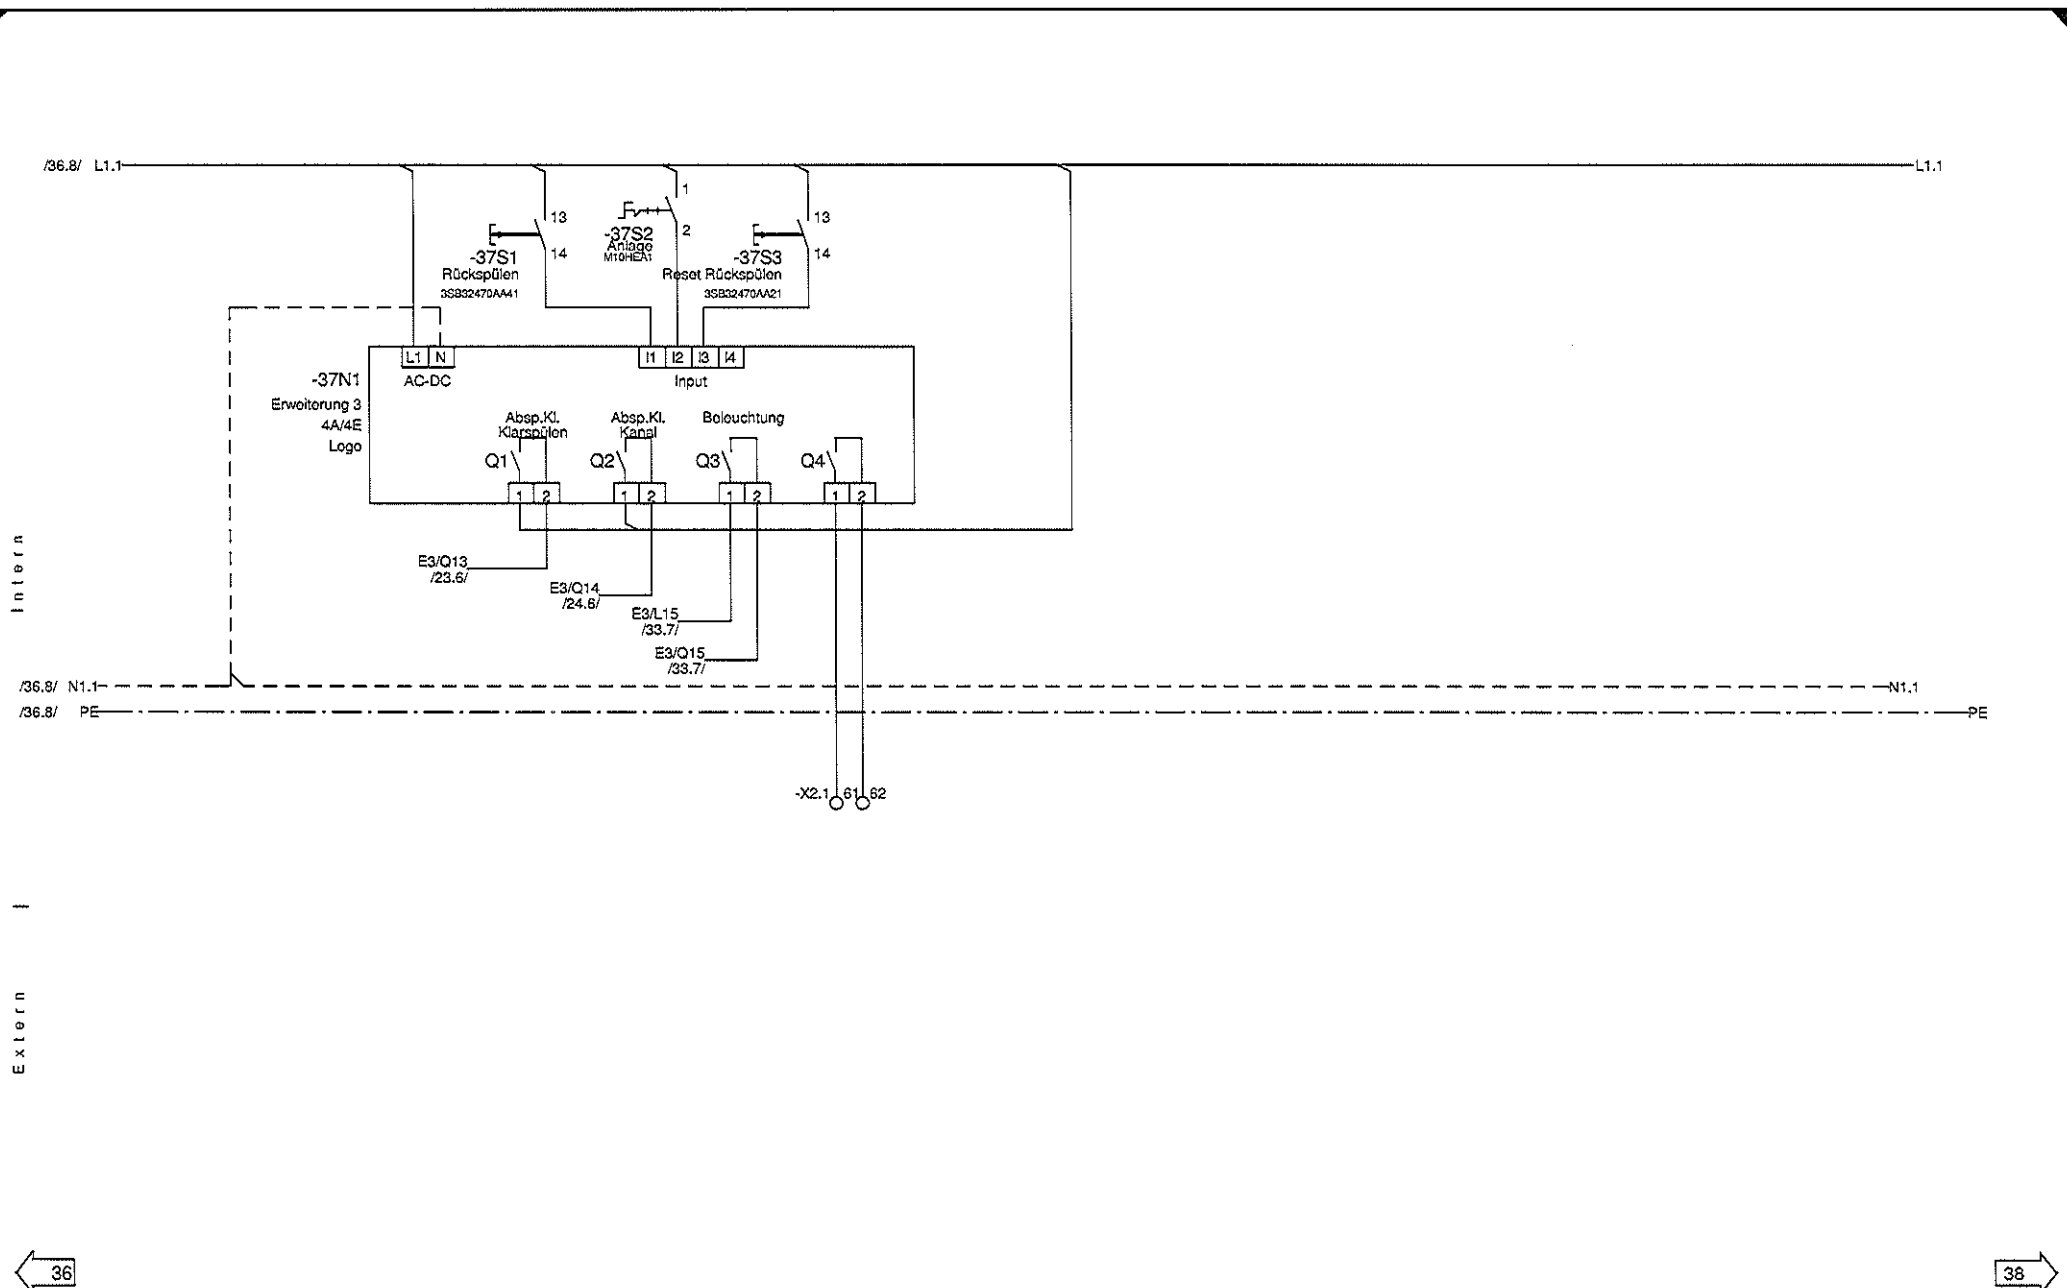 /36.8/ L1.1
L1.1
1
2
-37S2
Anlage
M10HEA1
13
14
-37S1
Rückspülen
3SB32470AA41
13
14
-37S3
Reset Rückspülen
3SB32470AA21
L1 N
AC-DC
I1 I2 I3 I4
Input
-37N1
Erweiterung 3
4A/4E
Logo
Absp.Kl.
Klarspülen
Absp.Kl.
Kanal
Beleuchtung
Q1
Q2
Q3
Q4
1 2
1 2
1 2
1 2
E3/Q13
/23.6/
E3/Q14
/24.6/
E3/L15
/33.7/
E3/Q15
/33.7/
Intern
/36.8/ N1.1
N1.1
/36.8/ PE
PE
-X2.1 61 62
Extern
36
38